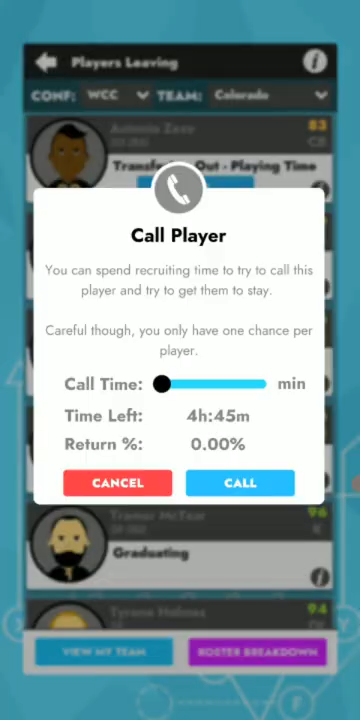 Players Leaving
CONF: WCC TEAM: Colorado
Antonio
83
Transfer Out - Playing Time
Call Player
You can spend recruiting time to try to call this
player and try to get them to stay.
Careful though, you only have one chance per
player.
Call Time: min
Time Left: 4h:45m
Return %: 0.00%
CANCEL CALL
96
Graduating
Tyrone Holmes
94
VIEW MY TEAM ROSTER BREAKDOWN
F